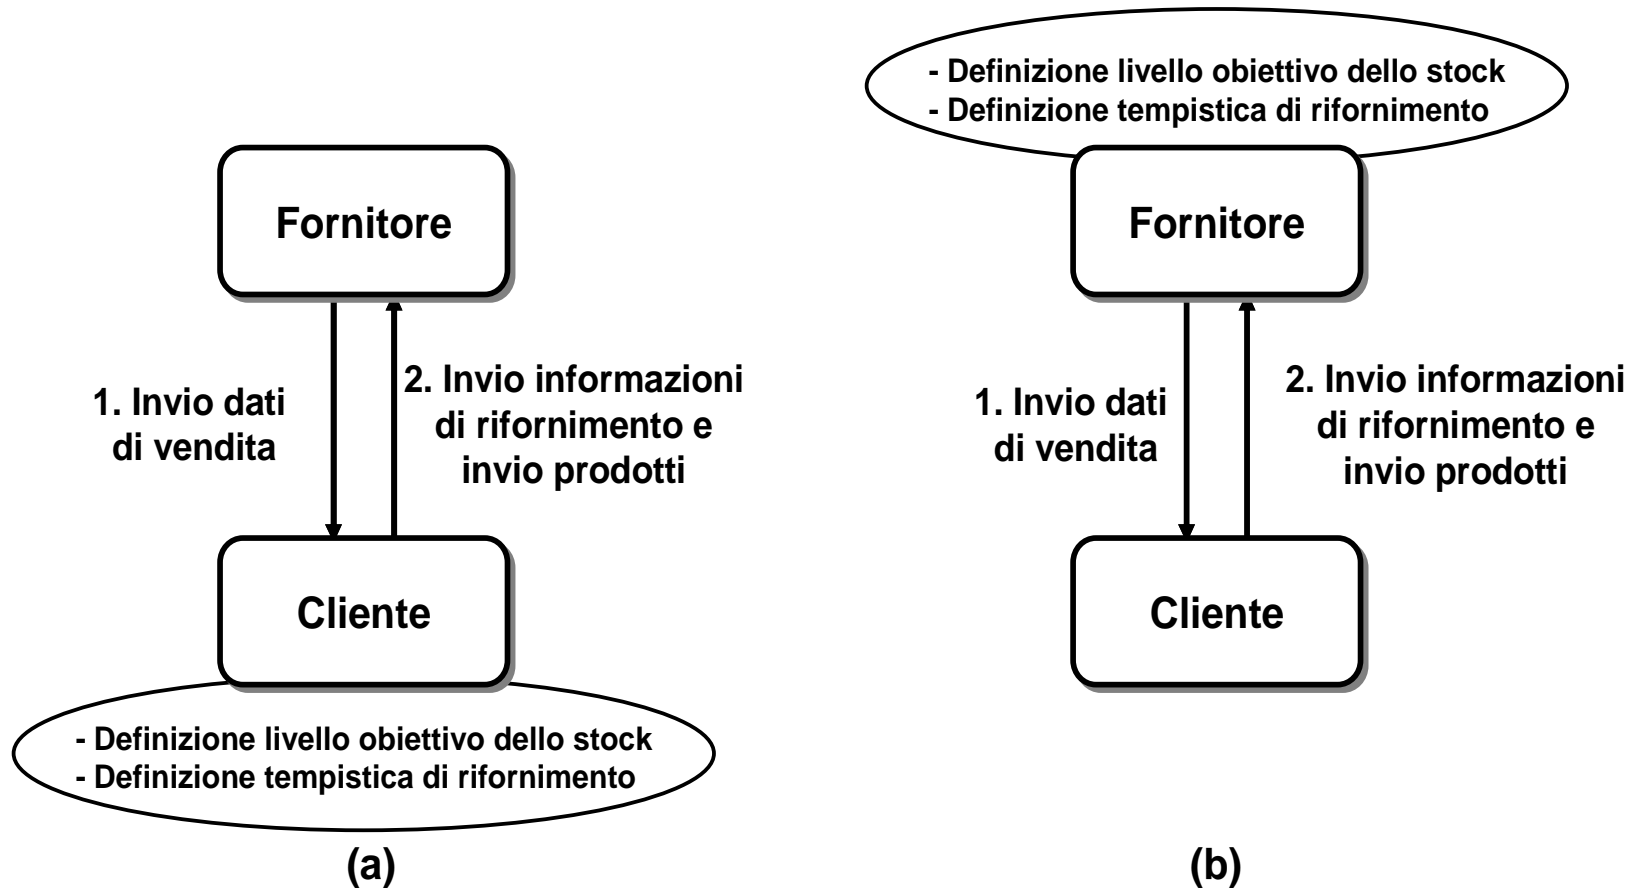 - Definizione livello obiettivo dello stock
- Definizione tempistica di rifornimento
Fornitore
Fornitore
1. Invio dati
di vendita
2. Invio informazioni
di rifornimento e
invio prodotti
1. Invio dati
di vendita
2. Invio informazioni
di rifornimento e
invio prodotti
Cliente
Cliente
- Definizione livello obiettivo dello stock
- Definizione tempistica di rifornimento
(a)
(b)